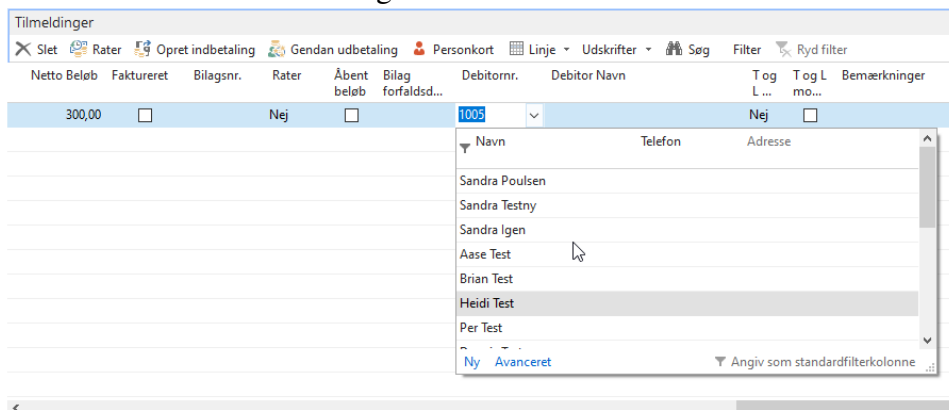 Tilmeldinger
Slet Rater Opret indbetaling Gendan udbetaling Personkort Linje Udskrifter Søg Filter Ryd filter
Netto Beløb Faktureret Bilagsnr. Rater Åbent beløb Bilag forfaldsd... Debitornr. Debitor Navn T og L ... T og L mo... Bemærkninger
300,00 Nej 1005 Nej
Navn Telefon Adresse
Sandra Poulsen
Sandra Testny
Sandra Igen
Aase Test
Brian Test
Heidi Test
Per Test
Ny Avanceret Angiv som standardfilterkolonne